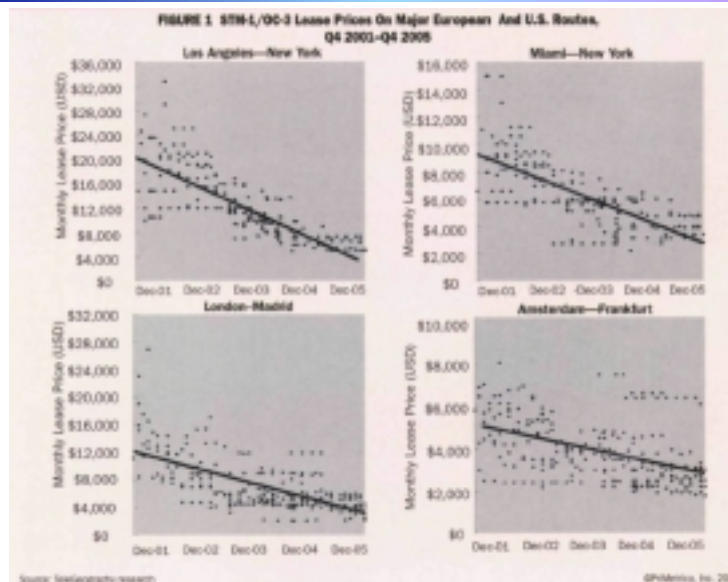 FIGURE 1 STM-1/OC-3 Lease Prices On Major European And U.S. Routes,
Q4 2001–Q4 2005
Los Angeles—New York
Monthly Lease Price (USD)
$36,000
$32,000
$28,000
$24,000
$20,000
$16,000
$12,000
$8,000
$4,000
$0
Dec-01 Dec-02 Dec-03 Dec-04 Dec-05
Miami—New York
Monthly Lease Price (USD)
$16,000
$14,000
$12,000
$10,000
$8,000
$6,000
$4,000
$2,000
$0
Dec-01 Dec-02 Dec-03 Dec-04 Dec-05
London–Madrid
Monthly Lease Price (USD)
$32,000
$28,000
$24,000
$20,000
$16,000
$12,000
$8,000
$4,000
$0
Dec-01 Dec-02 Dec-03 Dec-04 Dec-05
Amsterdam—Frankfurt
Monthly Lease Price (USD)
$10,000
$8,000
$6,000
$4,000
$2,000
$0
Dec-01 Dec-02 Dec-03 Dec-04 Dec-05
Source: TeleGeography research
©PriMetrica, Inc. 20